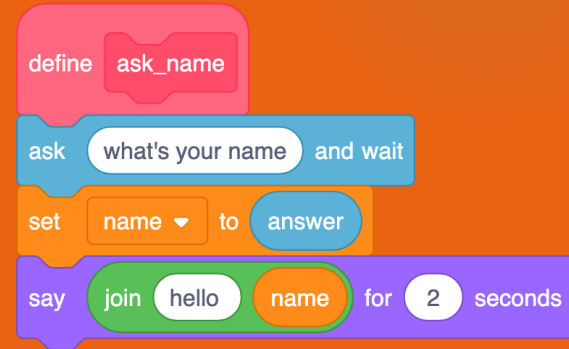 define ask_name
ask what's your name and wait
set name to answer
say join hello name for 2 seconds